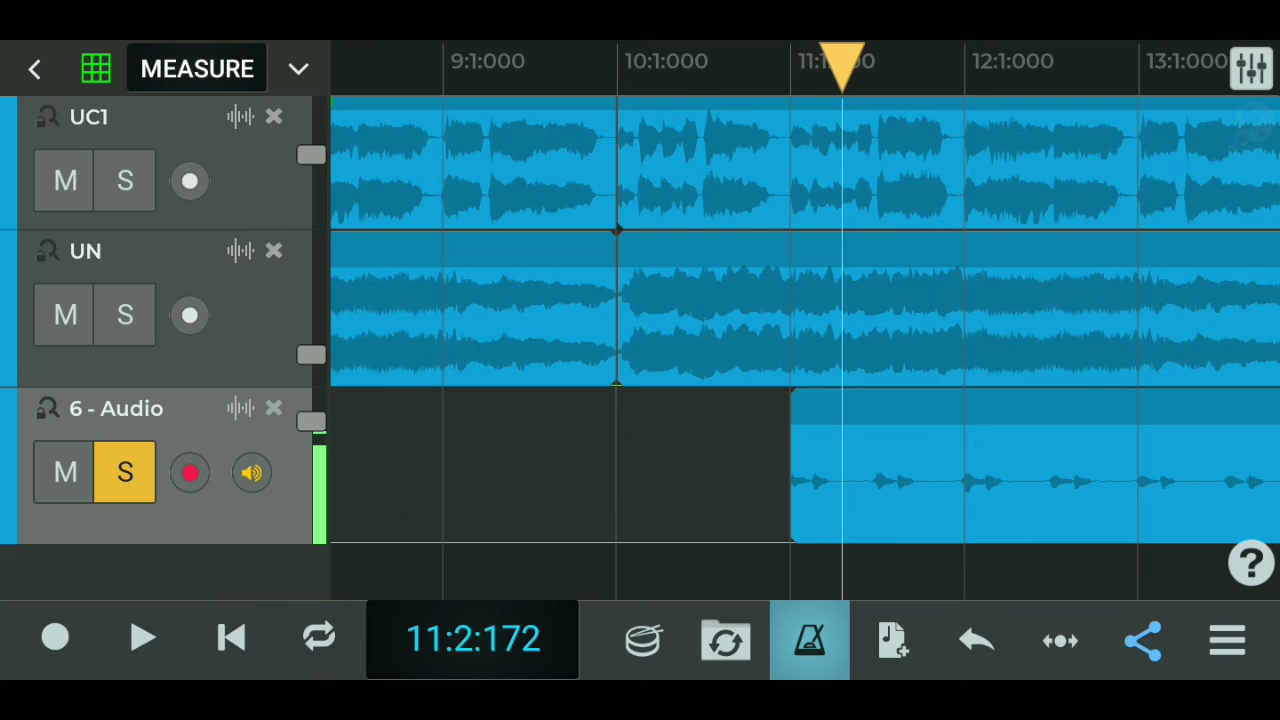 MEASURE
9:1:000
10:1:000
12:1:000
13:1:000
UC1
M S
UN
M S
6 - Audio
M S
?
11:2:172